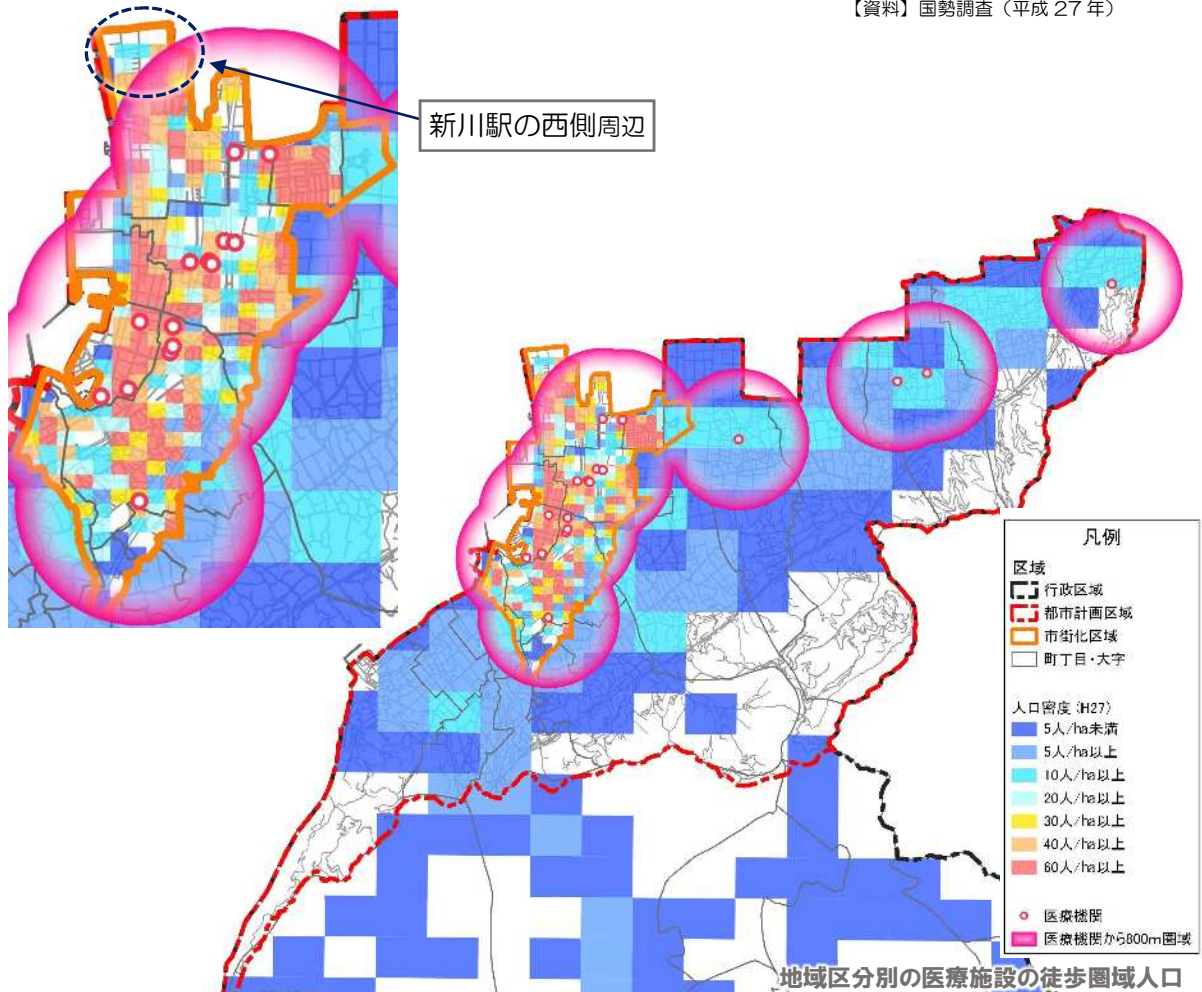 【資料】国勢調査（平成 27 年）
新川駅の西側周辺
凡例
区域
行政区域
都市計画区域
市街化区域
町丁目・大字
人口密度（H27）
5人/ha未満
5人/ha以上
10人/ha以上
20人/ha以上
30人/ha以上
40人/ha以上
60人/ha以上
医療機関
医療機関から800m圏域
地域区分別の医療施設の徒歩圏域人口